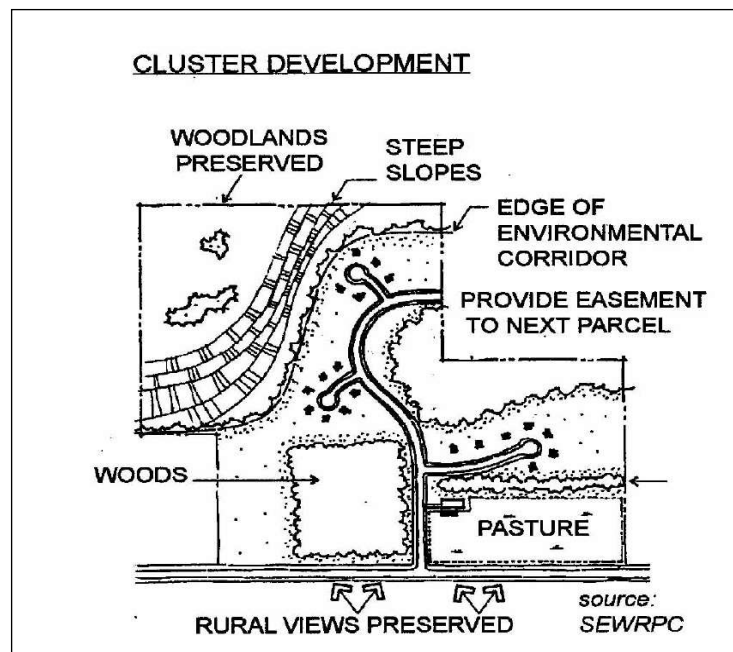 CLUSTER DEVELOPMENT
WOODLANDS
PRESERVED
STEEP
SLOPES
EDGE OF
ENVIRONMENTAL
CORRIDOR
PROVIDE EASEMENT
TO NEXT PARCEL
WOODS
PASTURE
RURAL VIEWS PRESERVED
source:
SEWRPC